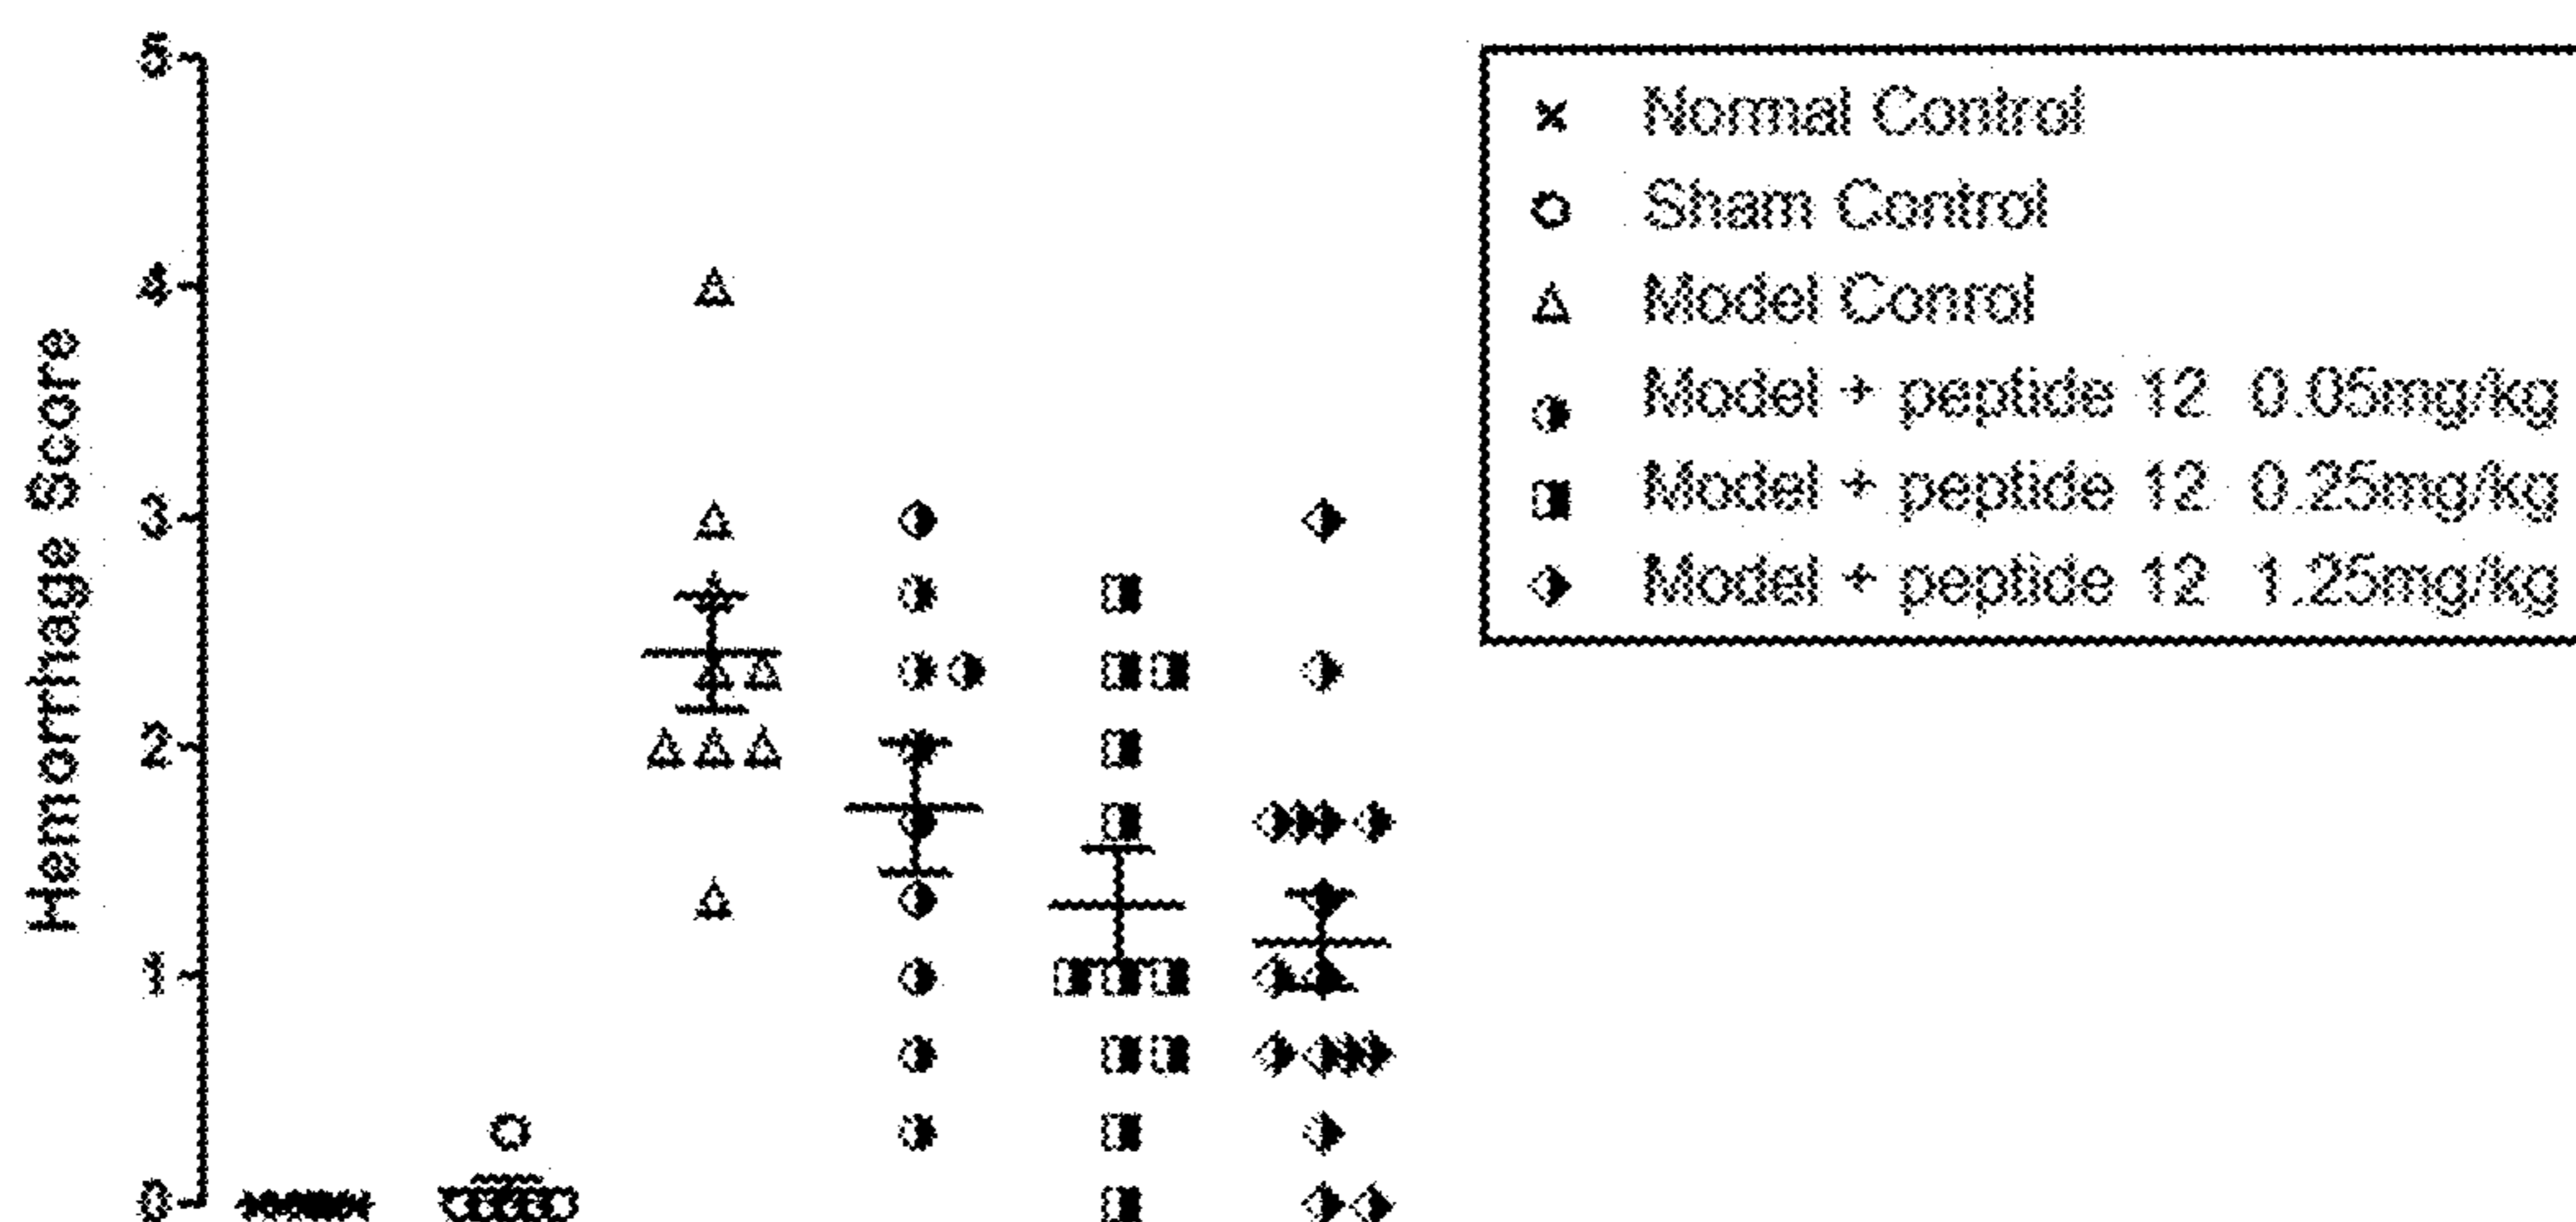 Hemorrhage Score
5
4
3
2
1
0
Normal Control
Sham Control
Model Conrol
Model + peptide 12 0.05mg/kg
Model + peptide 12 0.25mg/kg
Model + peptide 12 1.25mg/kg